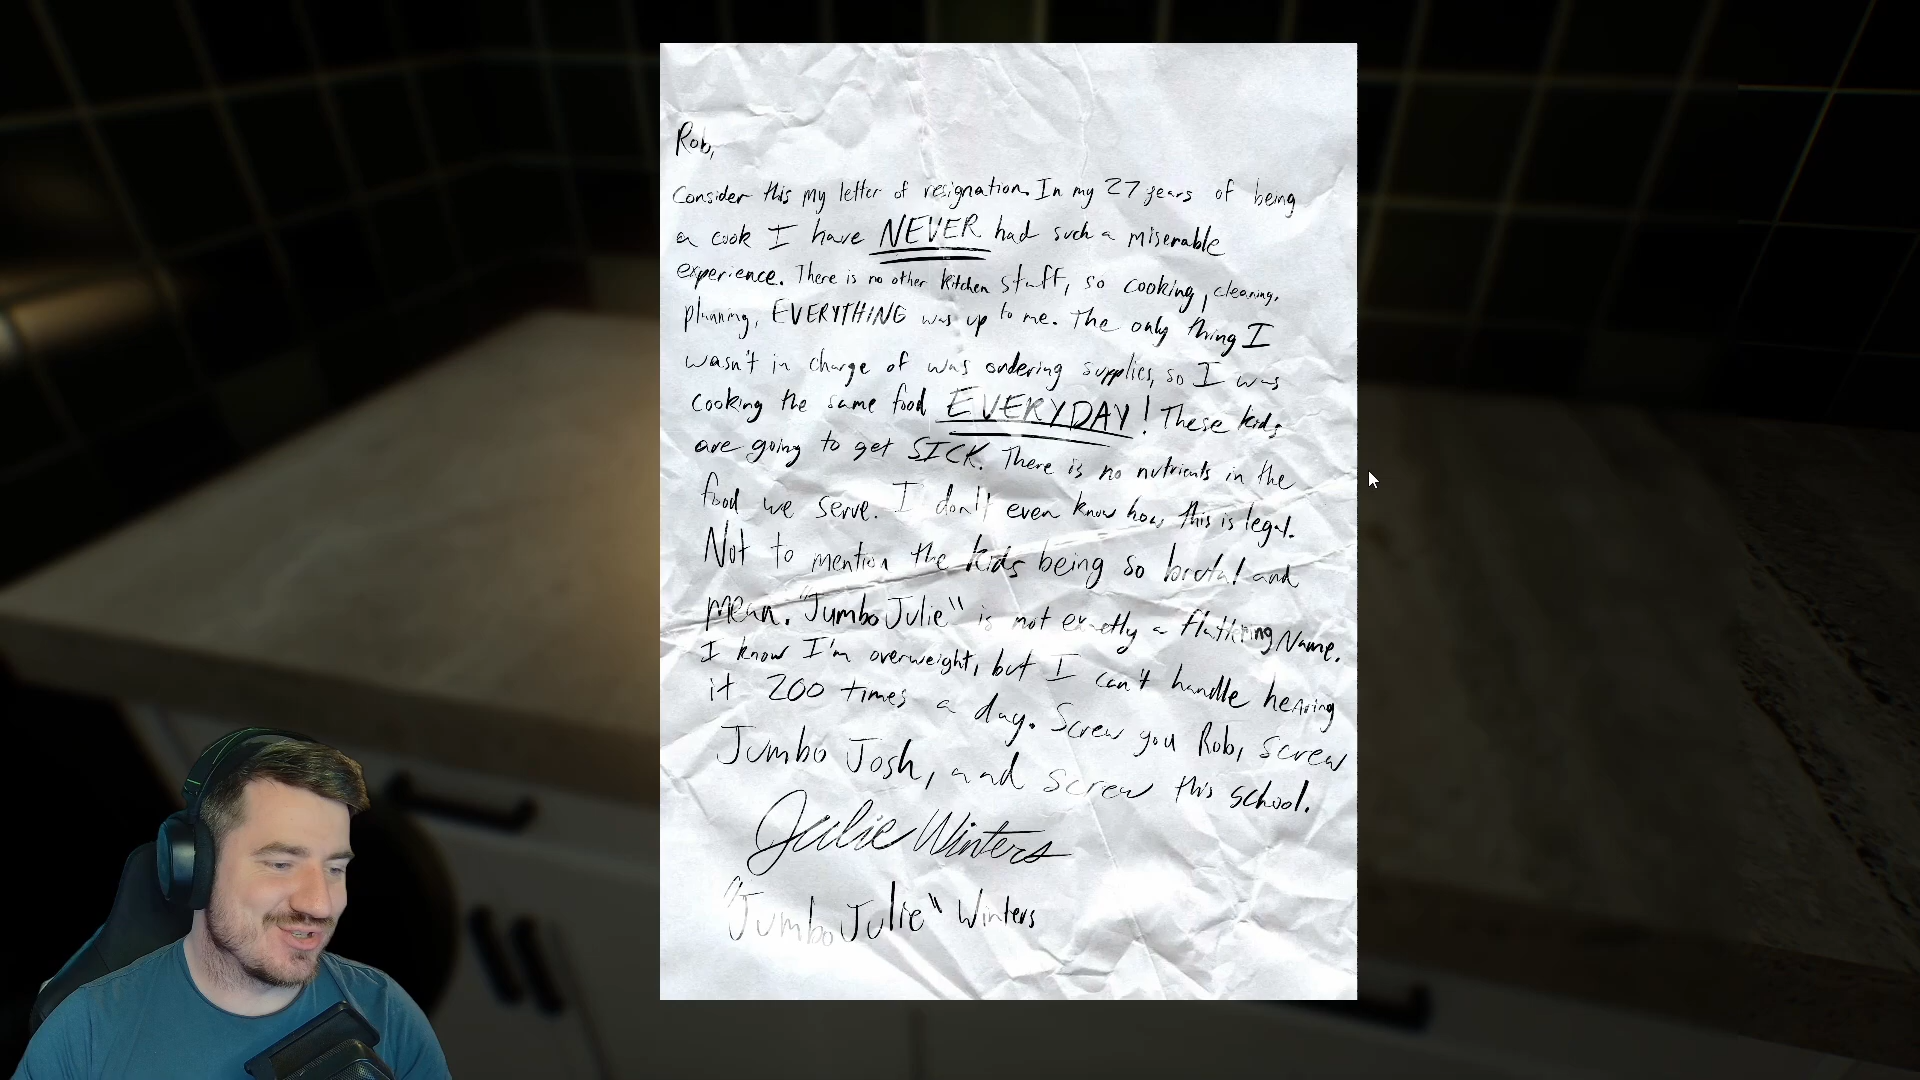 Rob,
Consider this my letter of resignation. In my 27 years of being
a cook I have NEVER had such a miserable
experience. There is no other kitchen staff, so cooking, cleaning,
planning, EVERYTHING was up to me. The only thing I
wasn't in charge of was ordering supplies, so I was
cooking the same food EVERYDAY! These kids
are going to get SICK. There is no nutrients in the
food we serve. I don't even know how this is legal.
Not to mention the kids being so brutal and
mean. "Jumbo Julie" is not exactly a flattering Name.
I know I'm overweight, but I can't handle hearing
it 200 times a day. Screw you Rob, screw
Jumbo Josh, and screw this school.
Julie Winters
"Jumbo Julie" Winters